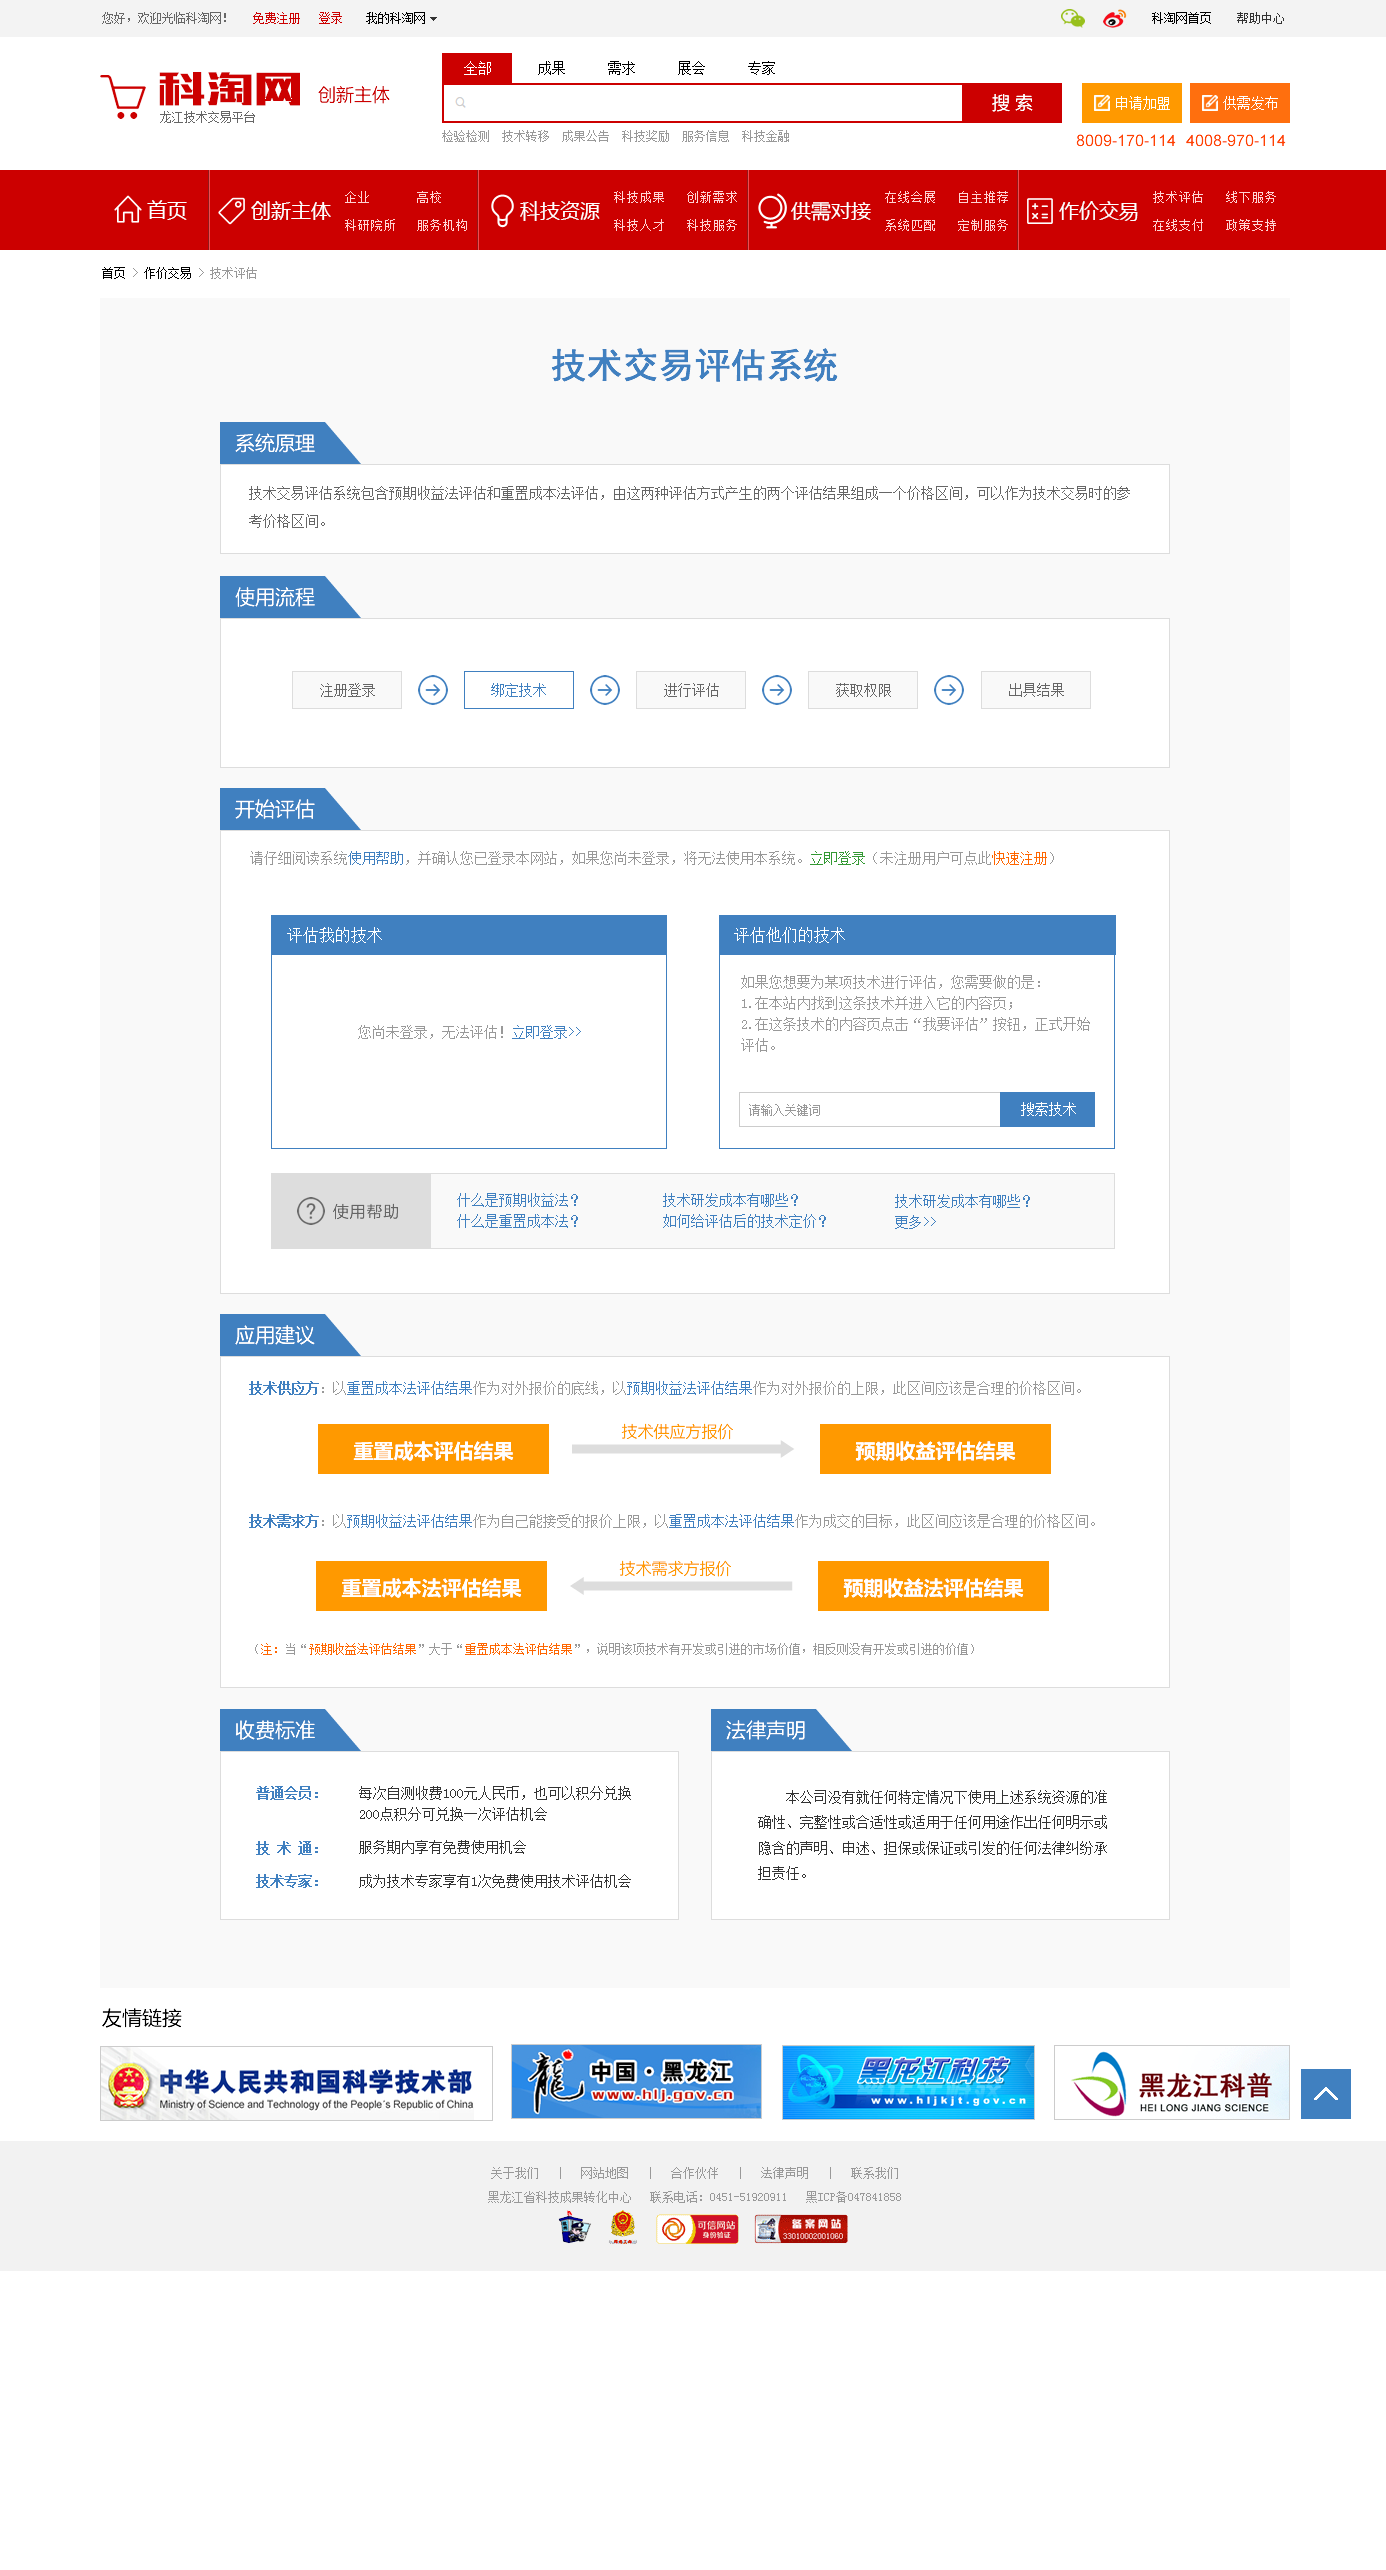 您好，欢迎光临科淘网！ 免费注册 登录 我的科淘网 科淘网首页 帮助中心
全部 成果 需求 展会 专家
科淘网 创新主体
龙江技术交易平台
搜 索 申请加盟 供需发布
检验检测 技术转移 成果公告 科技奖励 服务信息 科技金融
8009-170-114 4008-970-114
首页 创新主体 企业 高校 科技资源 科技成果 创新需求 供需对接 在线会展 自主推荐 作价交易 技术评估 线下服务
科研院所 服务机构 科技人才 科技服务 系统匹配 定制服务 在线支付 政策支持
首页 > 作价交易 > 技术评估
技术交易评估系统
系统原理
技术交易评估系统包含预期收益法评估和重置成本法评估，由这两种评估方式产生的两个评估结果组成一个价格区间，可以作为技术交易时的参
考价格区间。
使用流程
注册登录 绑定技术 进行评估 获取权限 出具结果
开始评估
请仔细阅读系统使用帮助，并确认您已登录本网站，如果您尚未登录，将无法使用本系统。立即登录（未注册用户可点此快速注册）
评估我的技术
您尚未登录，无法评估！立即登录>>
评估他们的技术
如果您想要为某项技术进行评估，您需要做的是：
1.在本站内找到这条技术并进入它的内容页；
2.在这条技术的内容页点击“我要评估”按钮，正式开始
评估。
请输入关键词 搜索技术
使用帮助
什么是预期收益法？ 技术研发成本有哪些？ 技术研发成本有哪些？
什么是重置成本法？ 如何给评估后的技术定价？ 更多>>
应用建议
技术供应方：以重置成本法评估结果作为对外报价的底线，以预期收益法评估结果作为对外报价的上限，此区间应该是合理的价格区间。
重置成本评估结果 技术供应方报价 预期收益评估结果
技术需求方：以预期收益法评估结果作为自己能接受的报价上限，以重置成本法评估结果作为成交的目标，此区间应该是合理的价格区间。
重置成本法评估结果 技术需求方报价 预期收益法评估结果
（注：当“预期收益法评估结果”大于“重置成本法评估结果”，说明该项技术有开发或引进的市场价值，相反则没有开发或引进的价值）
收费标准
普通会员： 每次自测收费100元人民币，也可以积分兑换
200点积分可兑换一次评估机会
技 术 通： 服务期内享有免费使用机会
技术专家： 成为技术专家享有1次免费使用技术评估机会
法律声明
本公司没有就任何特定情况下使用上述系统资源的准
确性、完整性或合适性或适用于任何用途作出任何明示或
隐含的声明、申述、担保或保证或引发的任何法律纠纷承
担责任。
友情链接
中华人民共和国科学技术部
Ministry of Science and Technology of the People's Republic of China
龍 中国·黑龙江
www.hlj.gov.cn
黑龙江科技
www.hljkjt.gov.cn
黑龙江科普
HEI LONG JIANG SCIENCE
关于我们 | 网站地图 | 合作伙伴 | 法律声明 | 联系我们
黑龙江省科技成果转化中心 联系电话：0451-51920911 黑ICP备047841858
可信网站
身份验证
备案网站
33010002001060